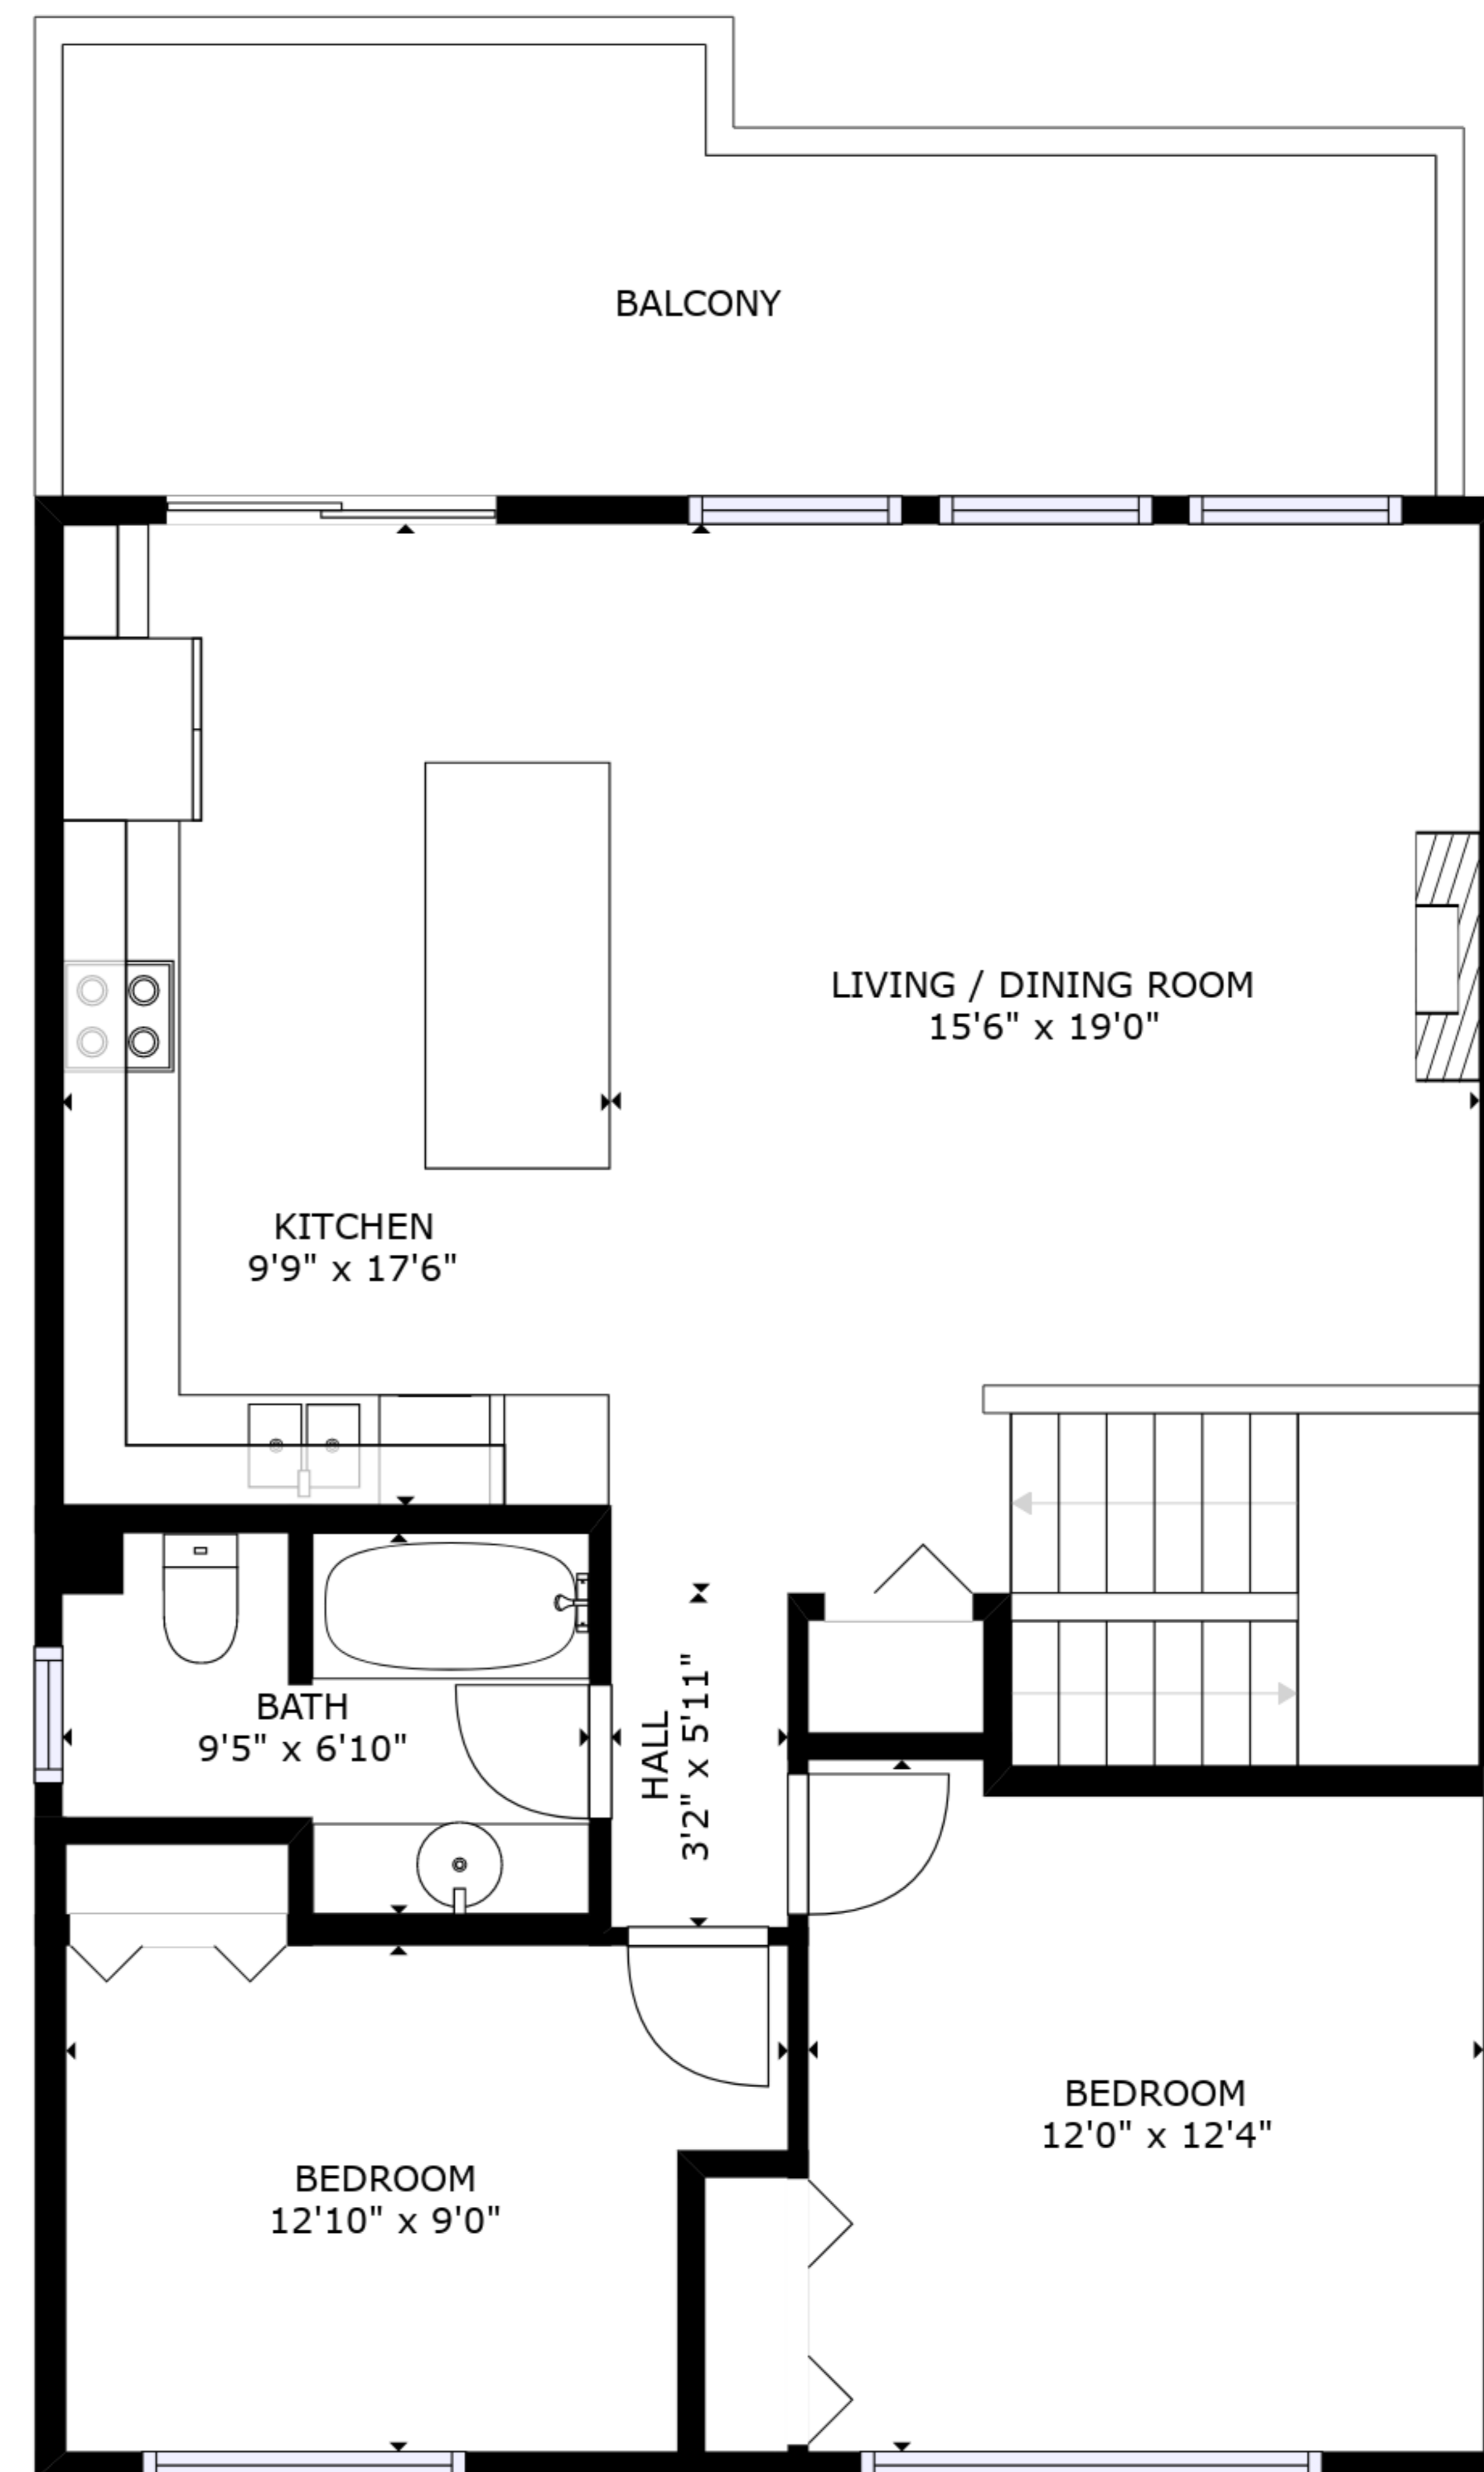 BALCONY
LIVING / DINING ROOM
15'6" x 19'0"
KITCHEN
9'9" x 17'6"
BATH
9'5" x 6'10"
HALL
3'2" x 5'11"
BEDROOM
12'0" x 12'4"
BEDROOM
12'10" x 9'0"